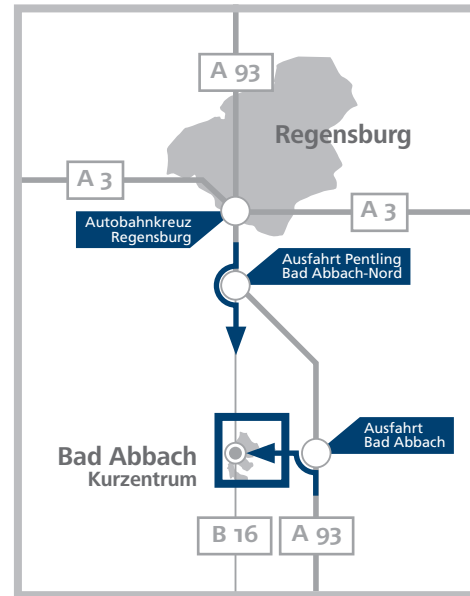 A 93
Regensburg
A 3
A 3
Autobahnkreuz
Regensburg
Ausfahrt Pentling
Bad Abbach-Nord
Ausfahrt
Bad Abbach
Bad Abbach
Kurzentrum
B 16
A 93